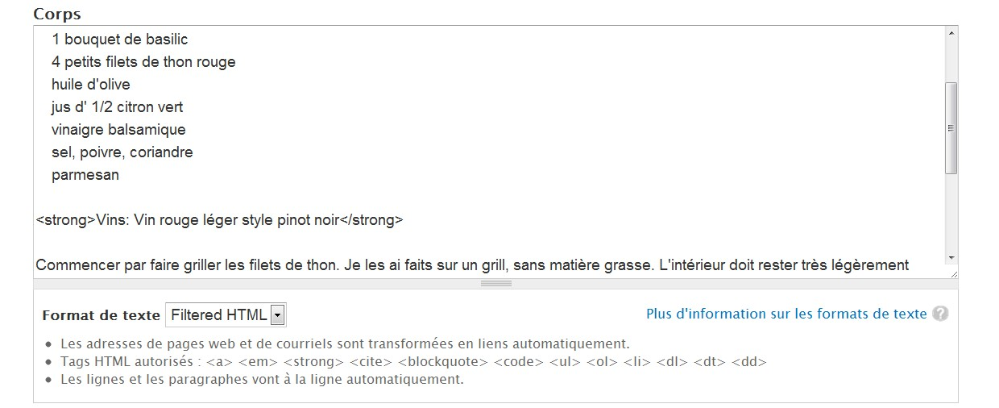 Corps
1 bouquet de basilic
4 petits filets de thon rouge
huile d'olive
jus d' 1/2 citron vert
vinaigre balsamique
sel, poivre, coriandre
parmesan
<strong>Vins: Vin rouge léger style pinot noir</strong>
Commencer par faire griller les filets de thon. Je les ai faits sur un grill, sans matière grasse. L'intérieur doit rester très légèrement
Format de texte Filtered HTML Plus d'information sur les formats de texte ?
Les adresses de pages web et de courriels sont transformées en liens automatiquement.
Tags HTML autorisés : <a> <em> <strong> <cite> <blockquote> <code> <ul> <ol> <li> <dl> <dt> <dd>
Les lignes et les paragraphes vont à la ligne automatiquement.